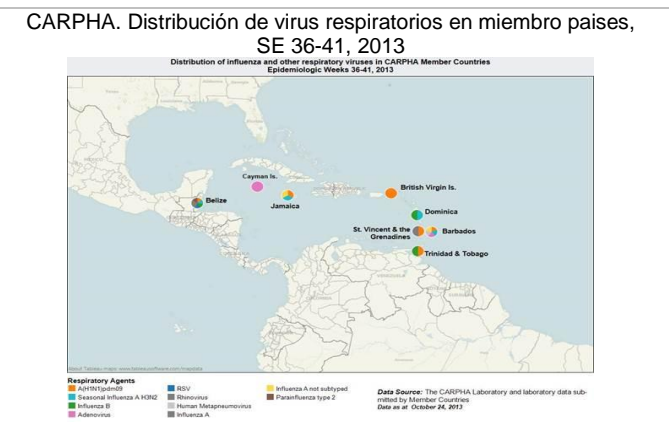 CARPHA. Distribución de virus respiratorios en miembro paises,
SE 36-41, 2013
Distribution of influenza and other respiratory viruses in CARPHA Member Countries
Epidemiologic Weeks 36-41, 2013
Cayman Is.
British Virgin Is.
Belize
Jamaica
Dominica
St. Vincent & the
Grenadines
Barbados
Trinidad & Tobago
Respiratory Agents
A(H1N1)pdm09
Seasonal Influenza A H3N2
Influenza B
Adenovirus
RSV
Rhinovirus
Human Metapneumovirus
Influenza A
Influenza A not subtyped
Parainfluenza type 2
Data Source: The CARPHA Laboratory and laboratory data sub-
mitted by Member Countries
Data as at October 24, 2013